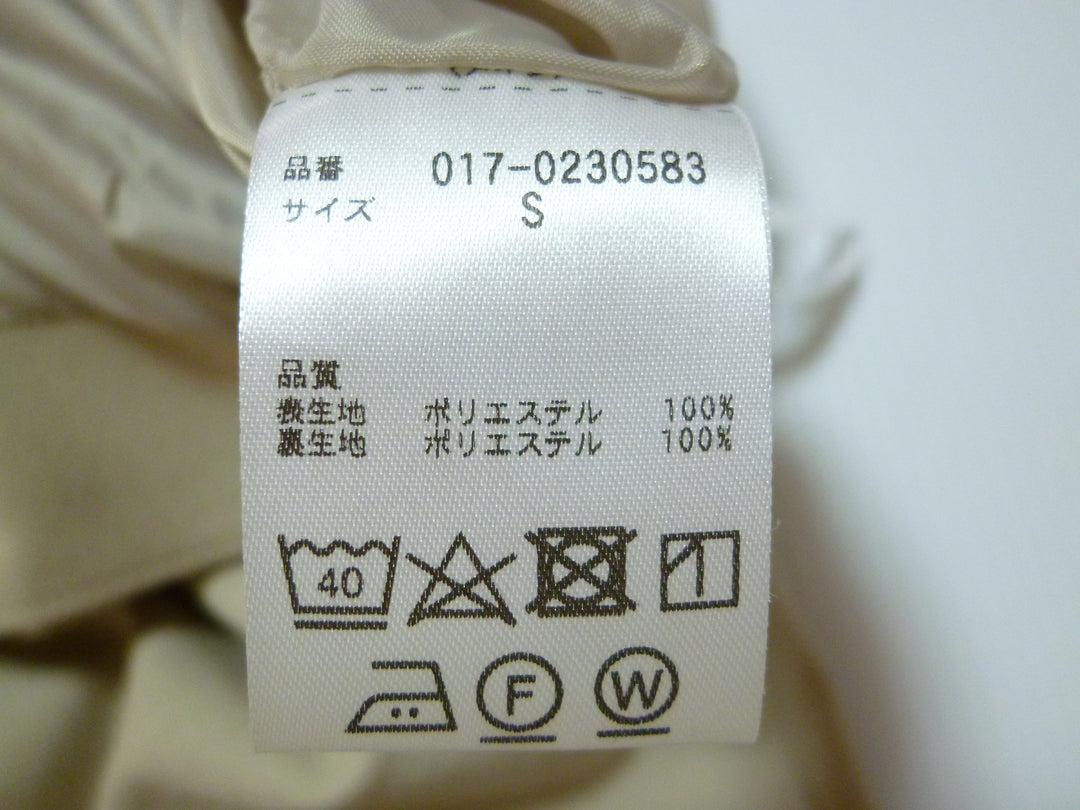 品番 017-0230583
サイズ S
品質
表生地 ポリエステル 100%
裏生地 ポリエステル 100%
40
F W